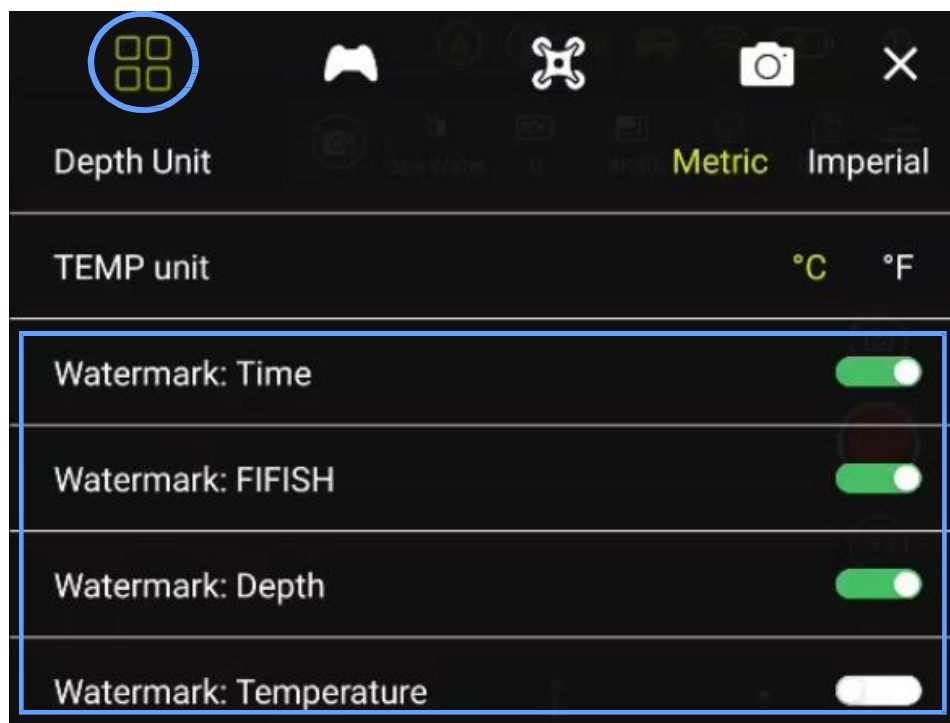 Depth Unit Metric Imperial
TEMP unit °C °F
Watermark: Time
Watermark: FIFISH
Watermark: Depth
Watermark: Temperature